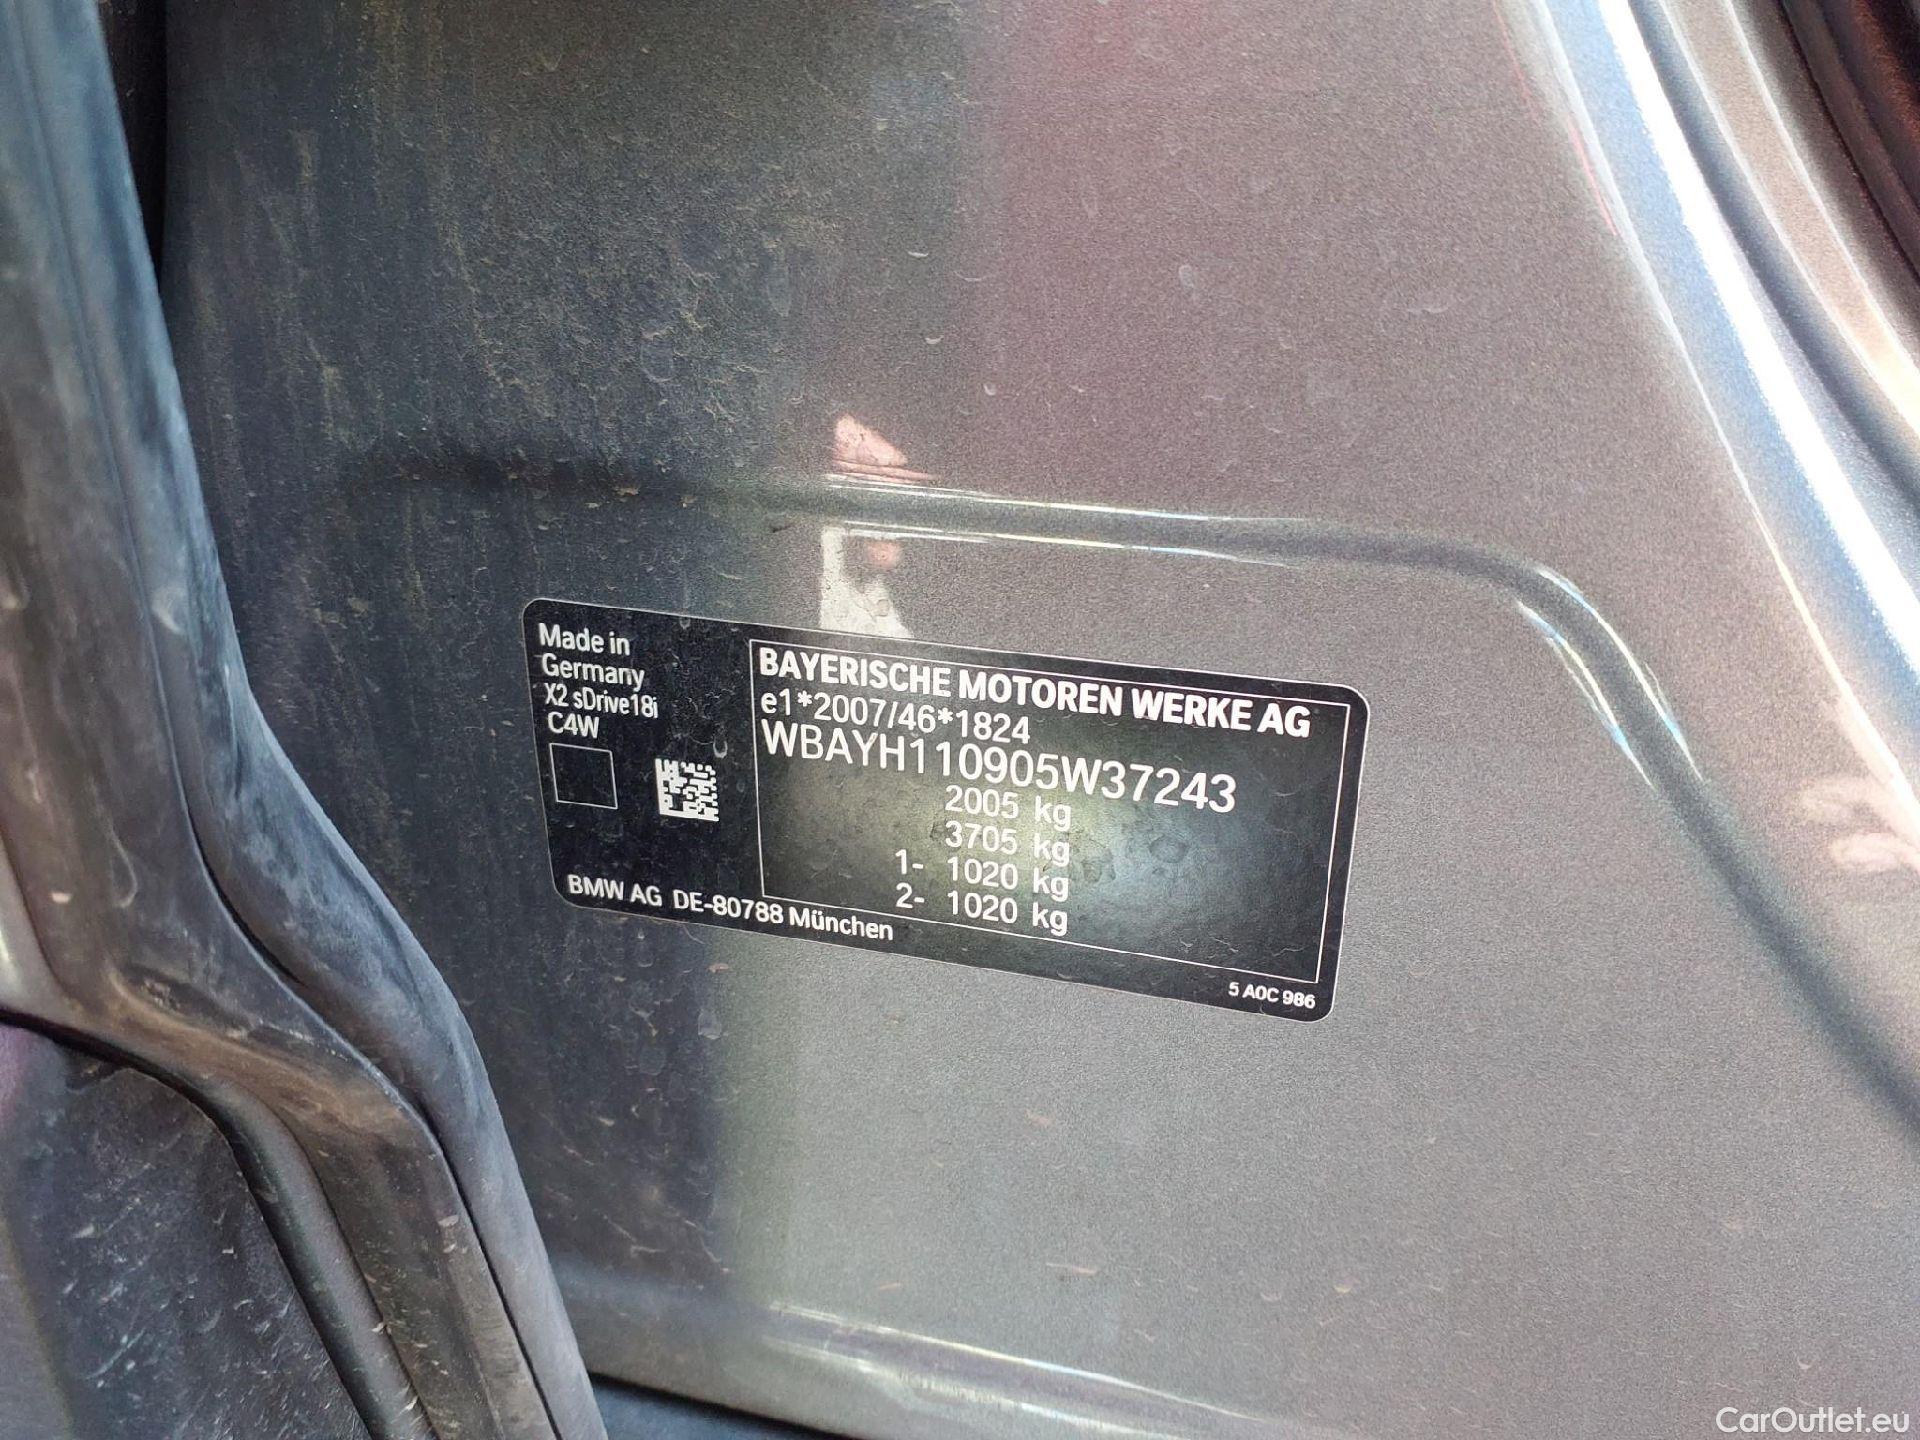 Made in
Germany
X2 sDrive18i
C4W
BAYERISCHE MOTOREN WERKE AG
e1*2007/46*1824
WBAYH110905W37243
2005 kg
3705 kg
1- 1020 kg
2- 1020 kg
BMW AG DE-80788 München
5 A0C 986
CarOutlet.eu